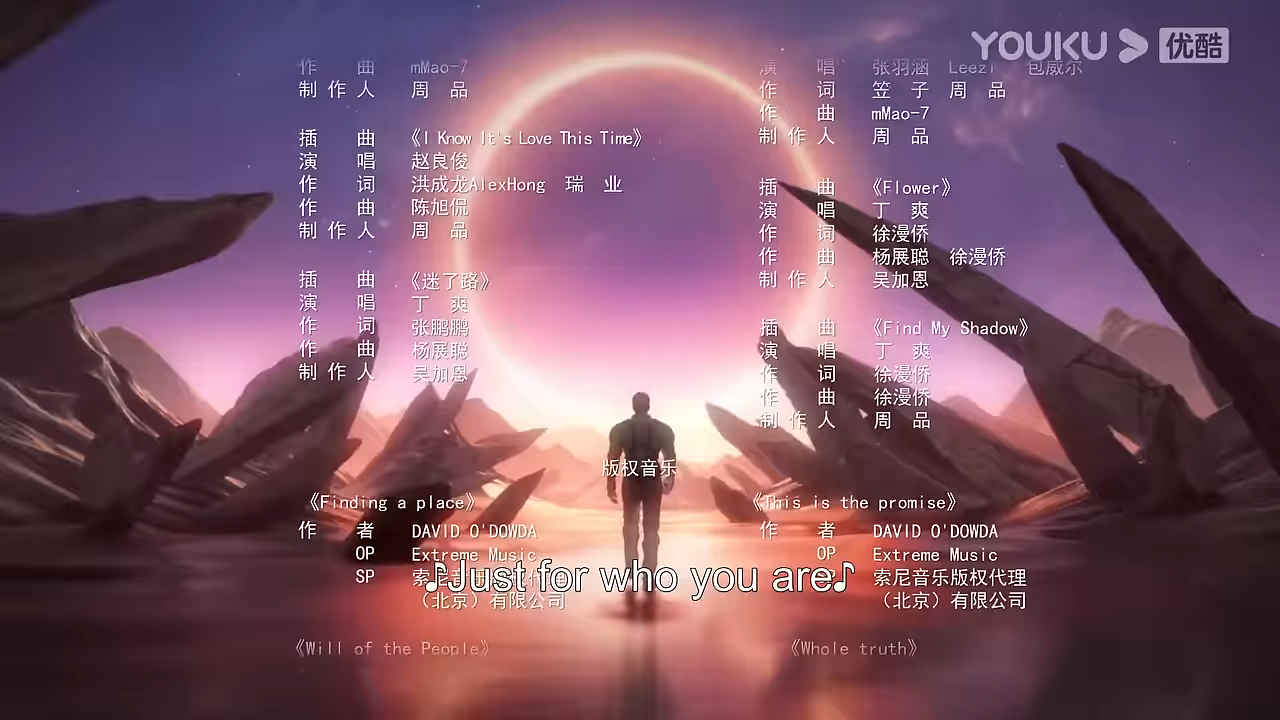 YOUKU 优酷
作 曲 mMao-7
制作人 周 品
插 曲 《I Know It's Love This Time》
演 唱 赵良俊
作 词 洪成龙AlexHong 瑞 业
作 曲 陈旭侃
制作人 周 品
插 曲 《迷了路》
演 唱 丁 爽
作 词 张鹏鹏
作 曲 杨展聪
制作人 吴加恩
演 唱 张羽涵 Leezi 包威尔
作 词 笠 子 周 品
作 曲 mMao-7
制作人 周 品
插 曲 《Flower》
演 唱 丁 爽
作 词 徐漫侨
作 曲 杨展聪 徐漫侨
制作人 吴加恩
插 曲 《Find My Shadow》
演 唱 丁 爽
作 词 徐漫侨
作 曲 徐漫侨
制作人 周 品
版权音乐
《Finding a place》
作 者 DAVID O'DOWDA
OP Extreme Music
SP 索尼音乐版权代理
（北京）有限公司
《This is the promise》
作 者 DAVID O'DOWDA
OP Extreme Music
SP 索尼音乐版权代理
（北京）有限公司
♪Just for who you are♪
《Will of the People》
《Whole truth》